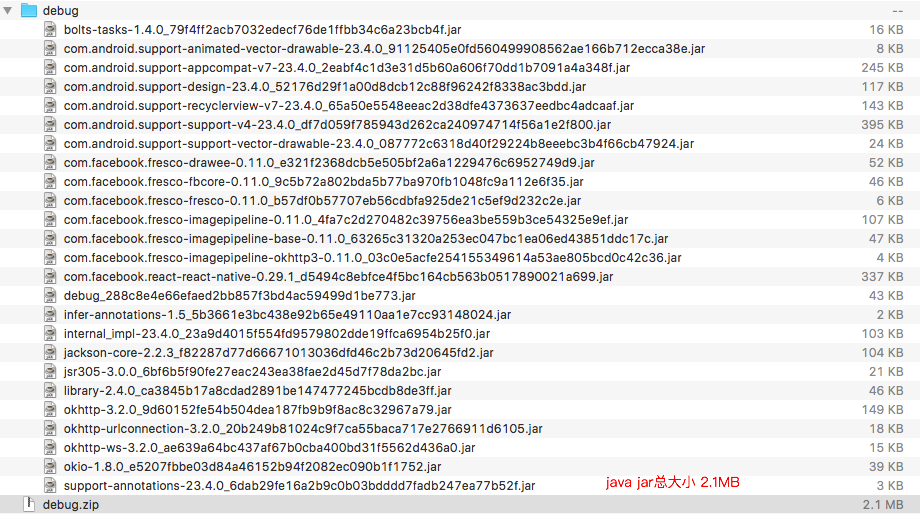 debug --
bolts-tasks-1.4.0_79f4ff2acb7032edecf76de1ffbb34c6a23bcb4f.jar 16 KB
com.android.support-animated-vector-drawable-23.4.0_91125405e0fd560499908562ae166b712ecca38e.jar 8 KB
com.android.support-appcompat-v7-23.4.0_2eabf4c1d3e31d5b60a606f70dd1b7091a4a348f.jar 245 KB
com.android.support-design-23.4.0_52176d29f1a00d8dcb12c88f96242f8338ac3bdd.jar 117 KB
com.android.support-recyclerview-v7-23.4.0_65a50e5548eeac2d38dfe4373637eedbc4adcaaf.jar 143 KB
com.android.support-support-v4-23.4.0_df7d059f785943d262ca240974714f56a1e2f800.jar 395 KB
com.android.support-support-vector-drawable-23.4.0_087772c6318d40f29224b8eeebc3b4f66cb47924.jar 24 KB
com.facebook.fresco-drawee-0.11.0_e321f2368dcb5e505bf2a6a1229476c6952749d9.jar 52 KB
com.facebook.fresco-fbcore-0.11.0_9c5b72a802bda5b77ba970fb1048fc9a112e6f35.jar 46 KB
com.facebook.fresco-fresco-0.11.0_b57df0b57707eb56cdbfa925de21c5ef9d232c2e.jar 6 KB
com.facebook.fresco-imagepipeline-0.11.0_4fa7c2d270482c39756ea3be559b3ce54325e9ef.jar 107 KB
com.facebook.fresco-imagepipeline-base-0.11.0_63265c31320a253ec047bc1ea06ed43851ddc17c.jar 47 KB
com.facebook.fresco-imagepipeline-okhttp3-0.11.0_03c0e5acfe254155349614a53ae805bcd0c42c36.jar 4 KB
com.facebook.react-react-native-0.29.1_d5494c8ebfce4f5bc164cb563b0517890021a699.jar 337 KB
debug_288c8e4e66efaed2bb857f3bd4ac59499d1be773.jar 43 KB
infer-annotations-1.5_5b3661e3bc438e92b65e49110aa1e7cc93148024.jar 2 KB
internal_impl-23.4.0_23a9d4015f554fd9579802dde19ffca6954b25f0.jar 103 KB
jackson-core-2.2.3_f82287d77d66671013036dfd46c2b73d20645fd2.jar 104 KB
jsr305-3.0.0_6bf6b5f90fe27eac243ea38fae2d45d7f78da2bc.jar 21 KB
library-2.4.0_ca3845b17a8cdad2891be147477245bcdb8de3ff.jar 46 KB
okhttp-3.2.0_9d60152fe54b504dea187fb9b9f8ac8c32967a79.jar 149 KB
okhttp-urlconnection-3.2.0_20b249b81024c9f7ca55baca717e2766911d6105.jar 18 KB
okhttp-ws-3.2.0_ae639a64bc437af67b0cba400bd31f5562d436a0.jar 15 KB
okio-1.8.0_e5207fbbe03d84a46152b94f2082ec090b1f1752.jar 39 KB
support-annotations-23.4.0_6dab29fe16a2b9c0b03bdddd7fadb247ea77b52f.jar 3 KB
java jar总大小 2.1MB
debug.zip 2.1 MB